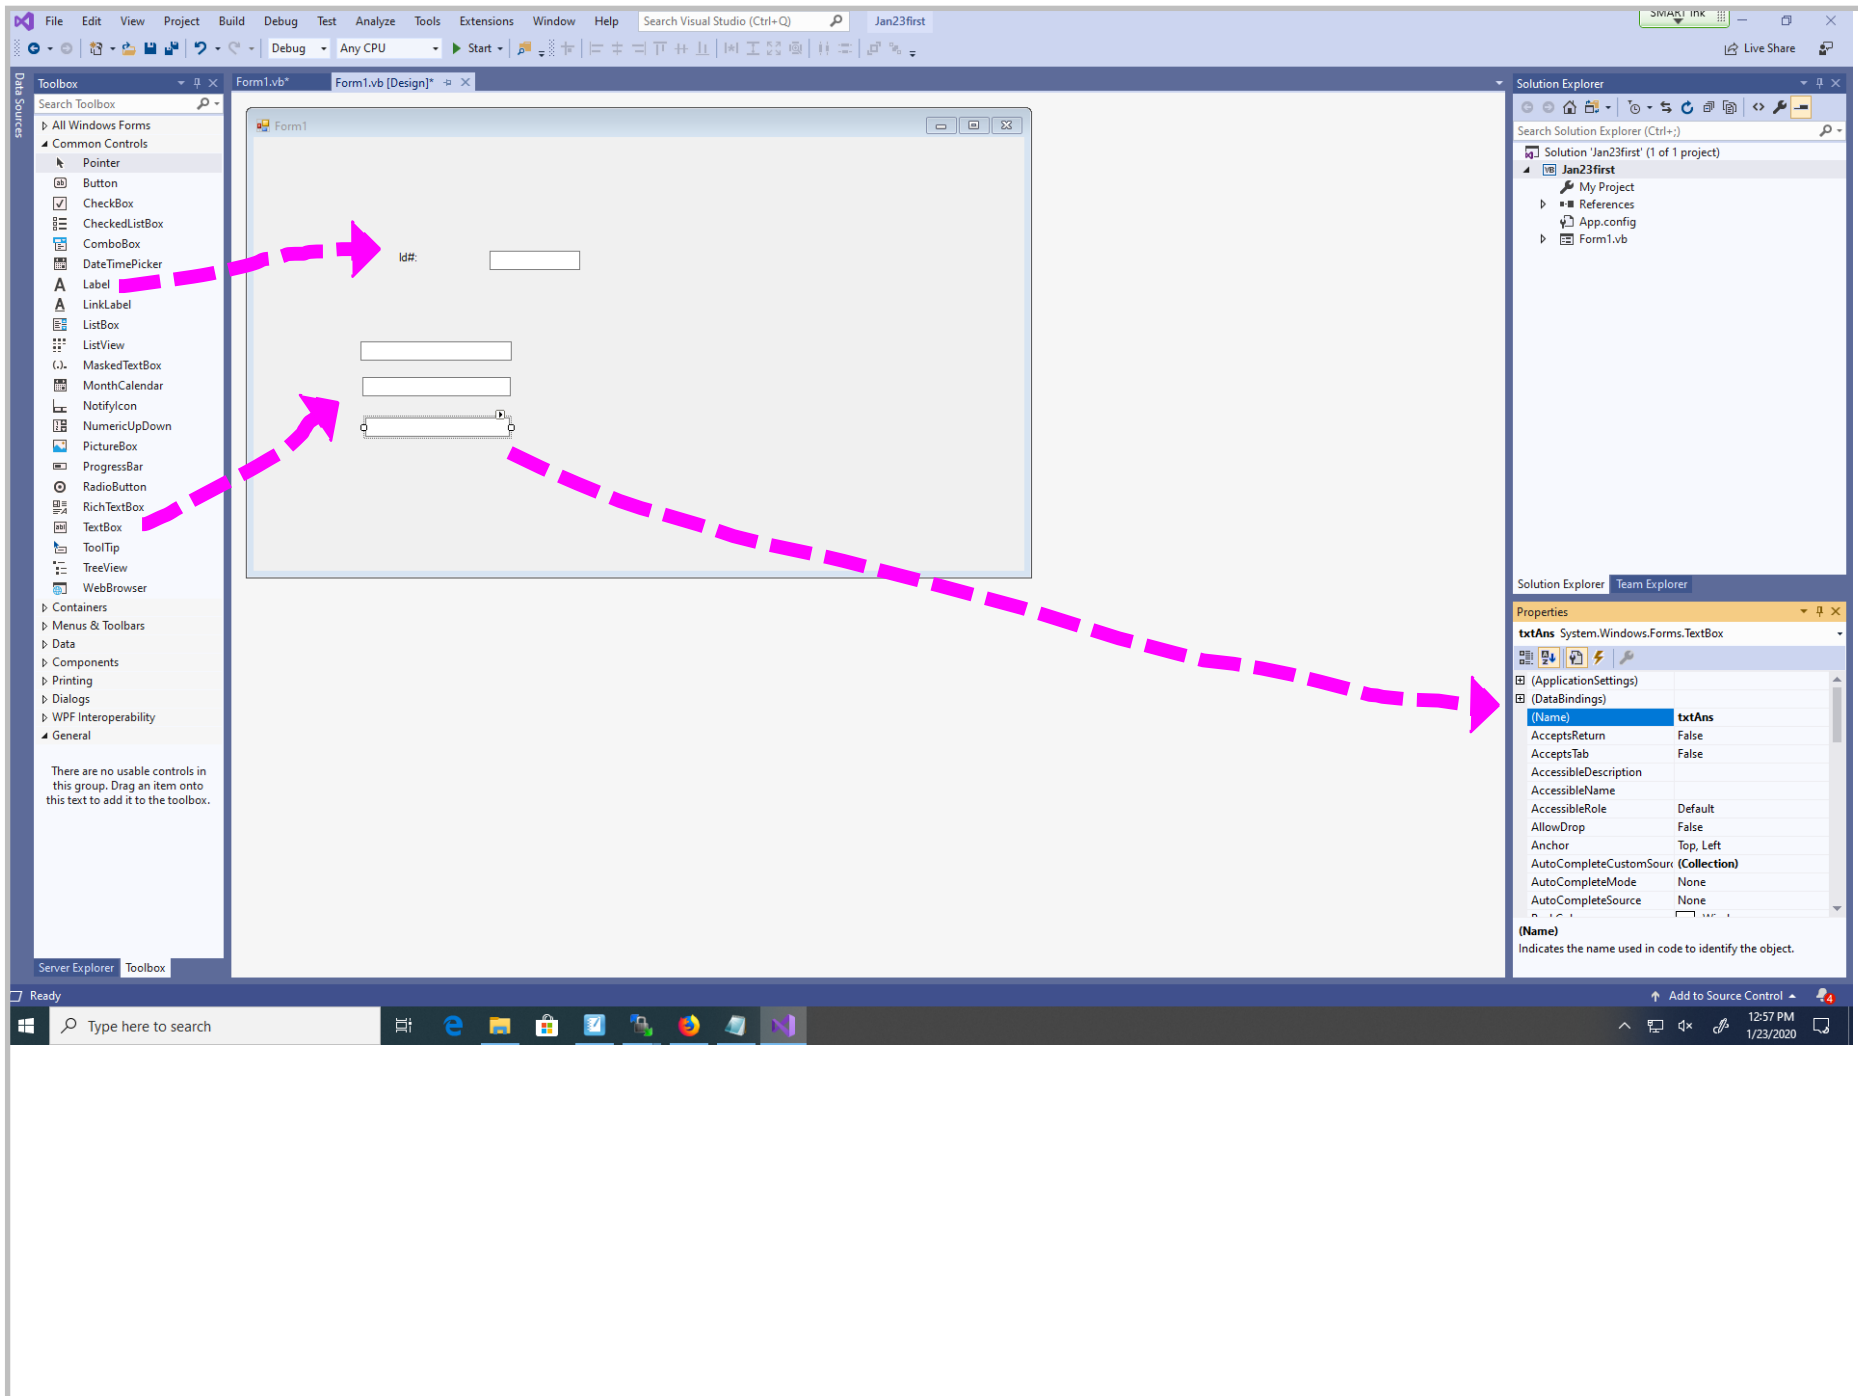 File Edit View Project Build Debug Test Analyze Tools Extensions Window Help Search Visual Studio (Ctrl+Q) Jan23first
SMART Ink
Debug Any CPU Start Live Share
Data Sources
Toolbox
Search Toolbox
All Windows Forms
Common Controls
Pointer
Button
CheckBox
CheckedListBox
ComboBox
DateTimePicker
Label
LinkLabel
ListBox
ListView
MaskedTextBox
MonthCalendar
NotifyIcon
NumericUpDown
PictureBox
ProgressBar
RadioButton
RichTextBox
TextBox
ToolTip
TreeView
WebBrowser
Containers
Menus & Toolbars
Data
Components
Printing
Dialogs
WPF Interoperability
General
There are no usable controls in
this group. Drag an item onto
this text to add it to the toolbox.
Server Explorer Toolbox
Form1.vb* Form1.vb [Design]*
Form1
Id#:
Solution Explorer
Search Solution Explorer (Ctrl+;)
Solution 'Jan23first' (1 of 1 project)
Jan23first
My Project
References
App.config
Form1.vb
Solution Explorer Team Explorer
Properties
txtAns System.Windows.Forms.TextBox
(ApplicationSettings)
(DataBindings)
(Name) txtAns
AcceptsReturn False
AcceptsTab False
AccessibleDescription
AccessibleName
AccessibleRole Default
AllowDrop False
Anchor Top, Left
AutoCompleteCustomSourc (Collection)
AutoCompleteMode None
AutoCompleteSource None
(Name)
Indicates the name used in code to identify the object.
Ready Add to Source Control 4
Type here to search
12:57 PM
1/23/2020